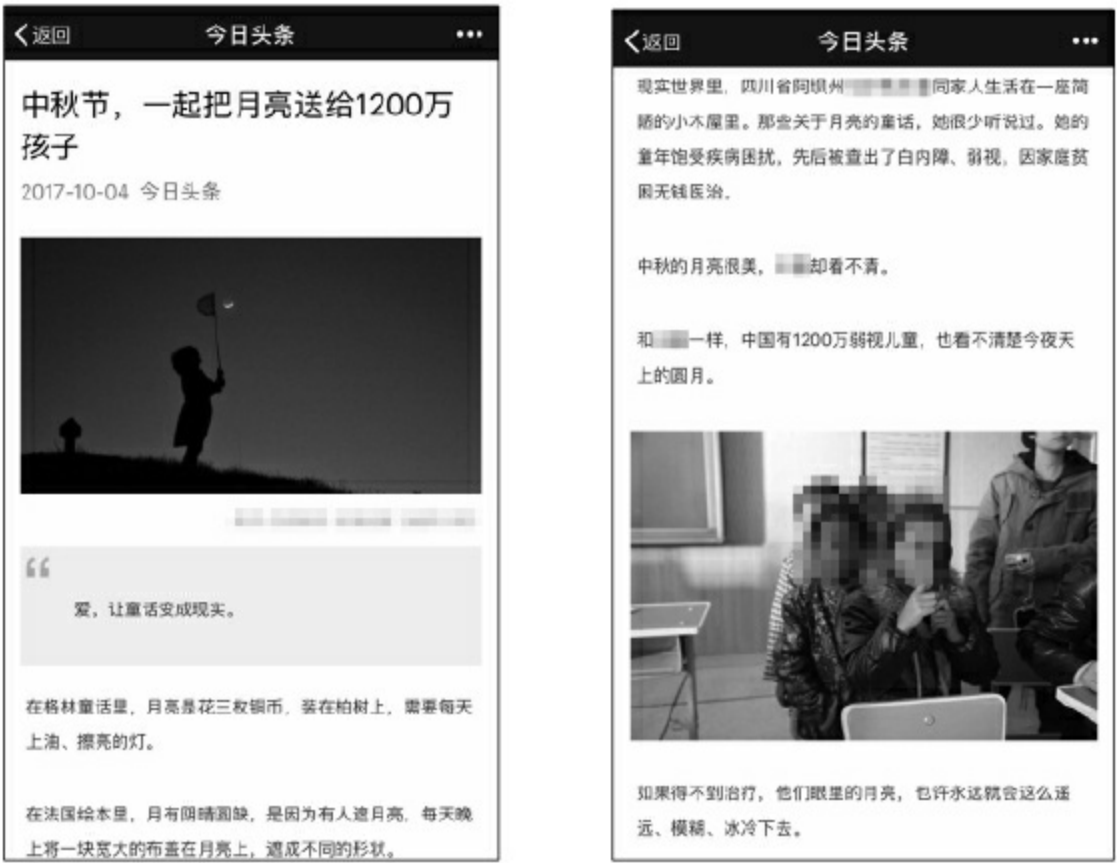 返回
今日头条
中秋节，一起把月亮送给1200万
孩子
2017-10-04 今日头条
爱，让童话变成现实。
在格林童话里，月亮是花三枚铜币，装在柏树上，需要每天
上油、擦亮的灯。
在法国绘本里，月有阴晴圆缺，是因为有人遮月亮，每天晚
上将一块宽大的布盖在月亮上，遮成不同的形状。
返回
今日头条
现实世界里，四川省阿坝州同家人生活在一座简
陋的小木屋里。那些关于月亮的童话，她很少听说过。她的
童年饱受疾病困扰，先后被查出了白内障、弱视，因家庭贫
困无钱医治。
中秋的月亮很美，却看不清。
和一样，中国有1200万弱视儿童，也看不清楚今夜天
上的圆月。
如果得不到治疗，他们眼里的月亮，也许永远就会这么遥
远、模糊、冰冷下去。